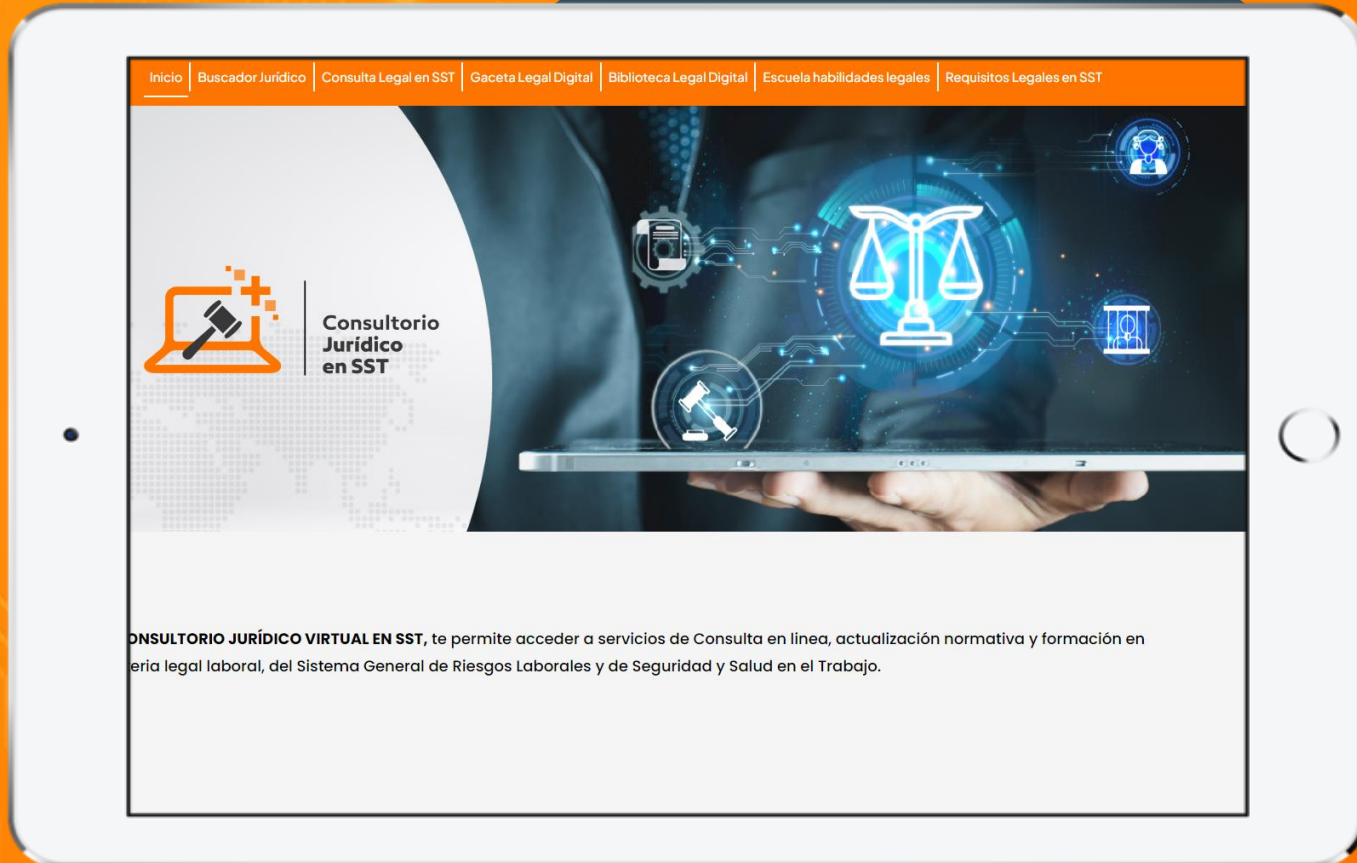 Inicio
Buscador Jurídico
Consulta Legal en SST
Gaceta Legal Digital
Biblioteca Legal Digital
Escuela habilidades legales
Requisitos Legales en SST
Consultorio
Jurídico
en SST
ONSULTORIO JURÍDICO VIRTUAL EN SST, te permite acceder a servicios de Consulta en linea, actualización normativa y formación en
eria legal laboral, del Sistema General de Riesgos Laborales y de Seguridad y Salud en el Trabajo.